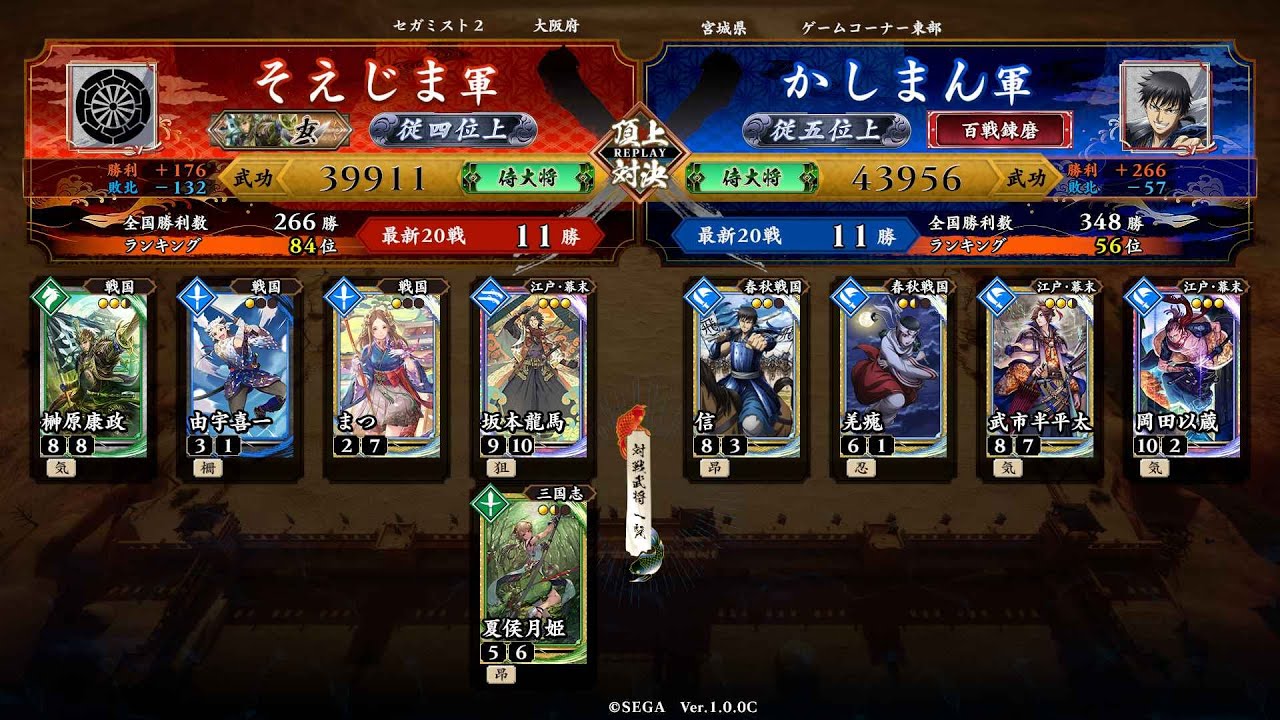 セガミスト2 大阪府
宮城県 ゲームコーナー東部
そえじま軍
従四位上
勝利 +176
敗北 -132
武功 39911 侍大将
全国勝利数 266勝
ランキング 84位
最新20戦 11勝
頂上
REPLAY
対決
かしまん軍
従五位上 百戦錬磨
侍大将 43956 武功
勝利 +266
敗北 -57
最新20戦 11勝
全国勝利数 348勝
ランキング 56位
戦国
榊原康政
8 8
気
戦国
由宇喜一
3 1
柵
戦国
まつ
2 7
江戸・幕末
坂本龍馬
9 10
狙
三国志
夏侯月姫
5 6
昂
対戦武将一覧
春秋戦国
信
8 3
昂
春秋戦国
羌瘣
6 1
忍
江戸・幕末
武市半平太
8 7
気
江戸・幕末
岡田以蔵
10 2
気
©SEGA Ver.1.0.0C